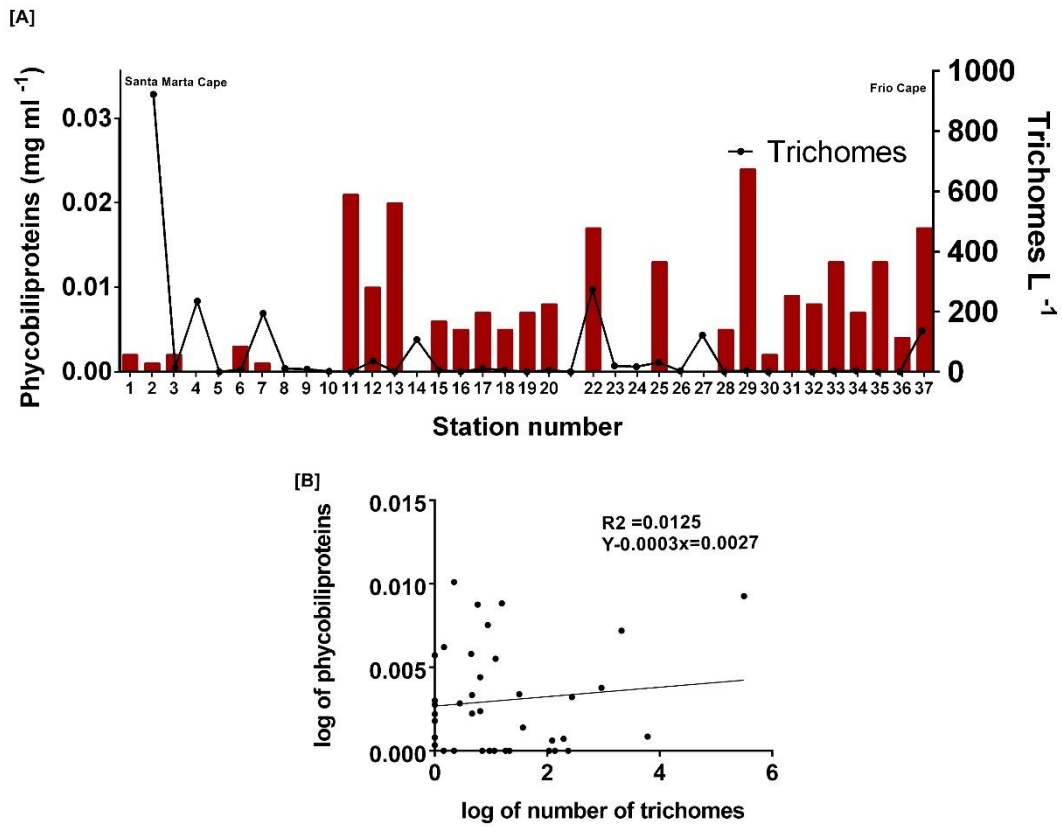 [A]
Phycobiliproteins (mg ml -1)
0.03
0.02
0.01
0.00
Santa Marta Cape
Frio Cape
Trichomes
1000
800
600
400
200
0
Trichomes L -1
1 2 3 4 5 6 7 8 9 10 11 12 13 14 15 16 17 18 19 20 22 23 24 25 26 27 28 29 30 31 32 33 34 35 36 37
Station number
[B]
log of phycobiliproteins
0.015
0.010
0.005
0.000
R2 =0.0125
Y-0.0003x=0.0027
0 2 4 6
log of number of trichomes